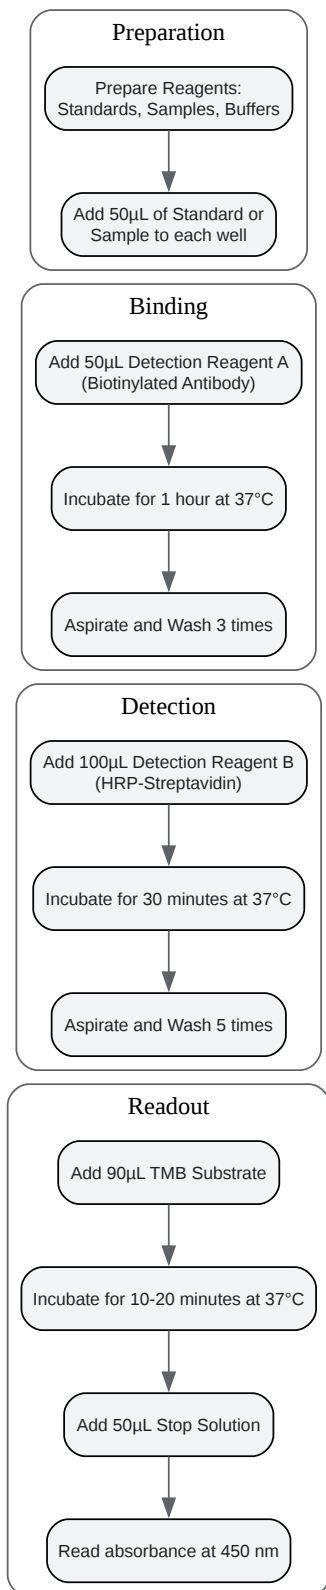 Preparation
Prepare Reagents:
Standards, Samples, Buffers
Add 50µL of Standard or
Sample to each well
Binding
Add 50µL Detection Reagent A
(Biotinylated Antibody)
Incubate for 1 hour at 37°C
Aspirate and Wash 3 times
Detection
Add 100µL Detection Reagent B
(HRP-Streptavidin)
Incubate for 30 minutes at 37°C
Aspirate and Wash 5 times
Readout
Add 90µL TMB Substrate
Incubate for 10-20 minutes at 37°C
Add 50µL Stop Solution
Read absorbance at 450 nm